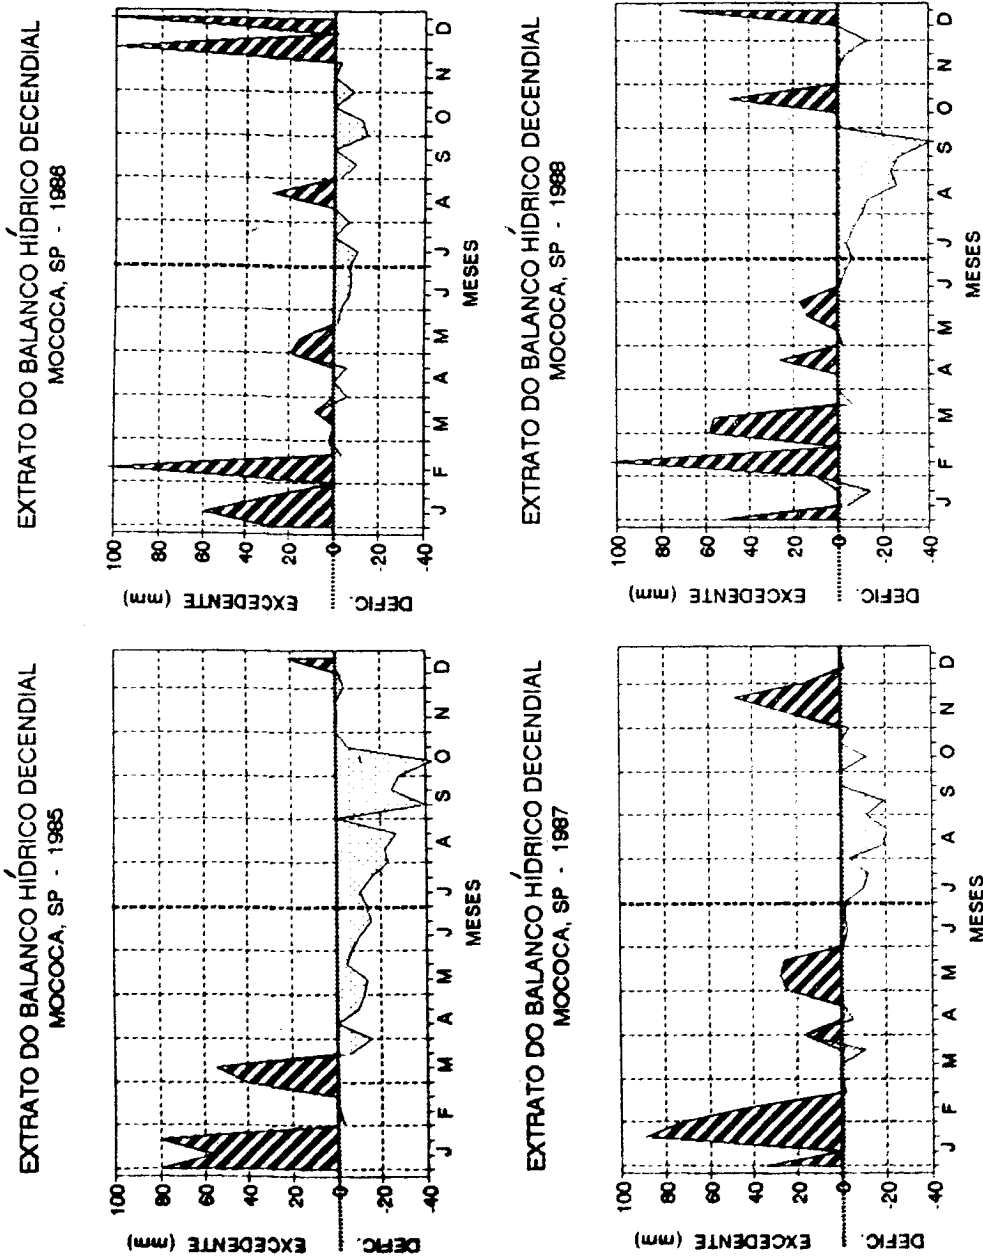 EXTRATO DO BALANCO HÍDRICO DECENDIAL
MOCOCA, SP - 1985
EXCEDENTE (mm)
DEFIC.
100
80
60
40
20
0
-20
-40
J F M A M J J A S O N D
MESES
EXTRATO DO BALANCO HÍDRICO DECENDIAL
MOCOCA, SP - 1986
EXCEDENTE (mm)
DEFIC.
100
80
60
40
20
0
-20
-40
J F M A M J J A S O N D
MESES
EXTRATO DO BALANCO HÍDRICO DECENDIAL
MOCOCA, SP - 1987
EXCEDENTE (mm)
DEFIC.
100
80
60
40
20
0
-20
-40
J F M A M J J A S O N D
MESES
EXTRATO DO BALANCO HÍDRICO DECENDIAL
MOCOCA, SP - 1988
EXCEDENTE (mm)
DEFIC.
100
80
60
40
20
0
-20
-40
J F M A M J J A S O N D
MESES